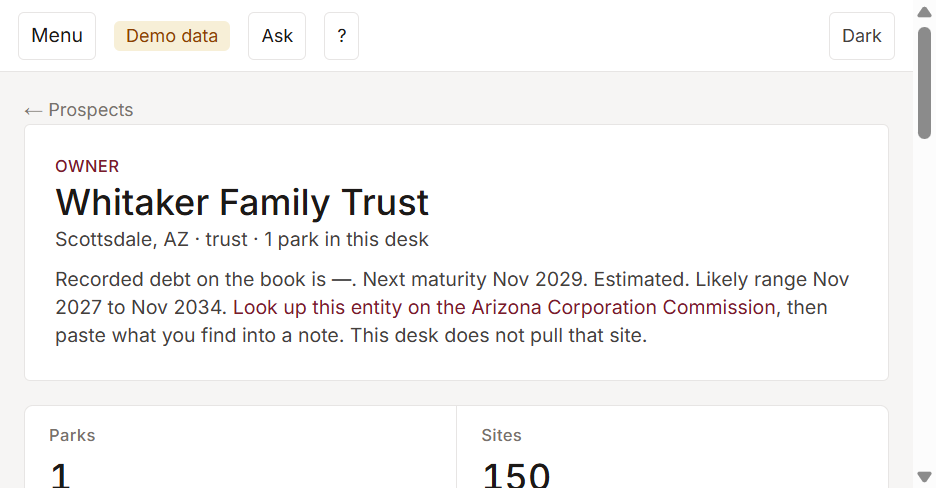 Menu Demo data Ask ? Dark
← Prospects
OWNER
Whitaker Family Trust
Scottsdale, AZ · trust · 1 park in this desk
Recorded debt on the book is —. Next maturity Nov 2029. Estimated. Likely range Nov
2027 to Nov 2034. Look up this entity on the Arizona Corporation Commission, then
paste what you find into a note. This desk does not pull that site.
Parks Sites
1 150